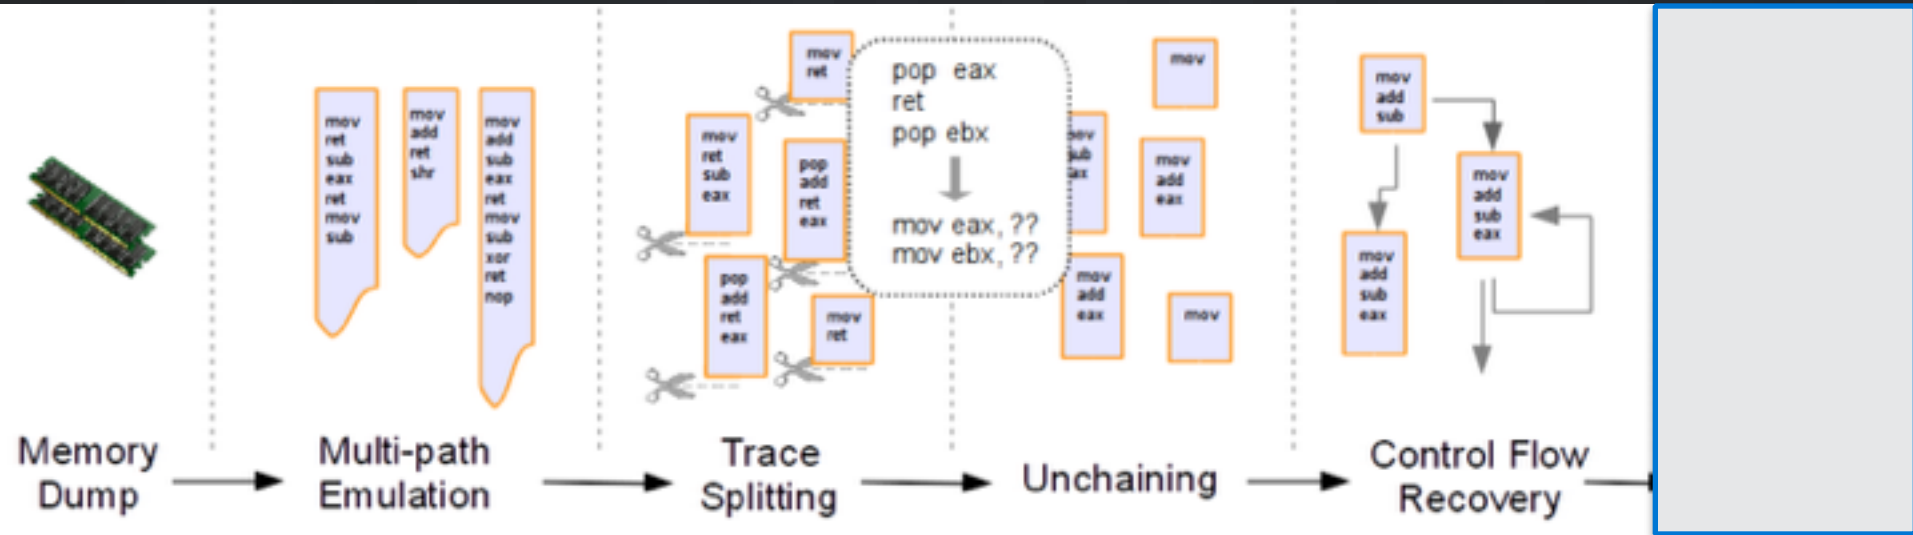 mov
ret
sub
eax
ret
mov
sub
mov
add
ret
shr
mov
add
sub
eax
ret
mov
sub
xor
ret
nop
mov
ret
mov
ret
sub
eax
pop
add
ret
eax
pop
add
ret
eax
mov
ret
pop eax
ret
pop ebx
mov eax, ??
mov ebx, ??
mov
mov
add
eax
mov
add
eax
mov
mov
add
sub
mov
add
sub
eax
mov
add
sub
eax
Memory
Dump
Multi-path
Emulation
Trace
Splitting
Unchaining
Control Flow
Recovery